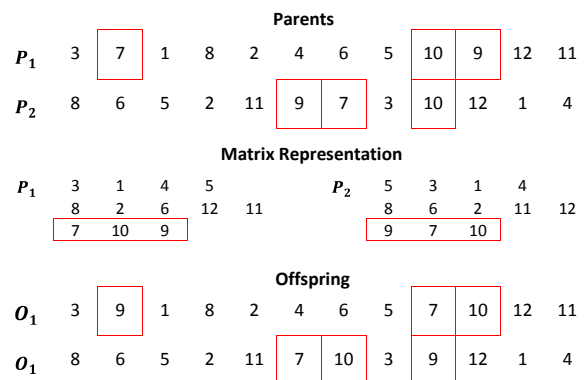 Parents
P1 3 7 1 8 2 4 6 5 10 9 12 11
P2 8 6 5 2 11 9 7 3 10 12 1 4
Matrix Representation
P1 3 1 4 5 P2 5 3 1 4
8 2 6 12 11 8 6 2 11 12
7 10 9 9 7 10
Offspring
O1 3 9 1 8 2 4 6 5 7 10 12 11
O1 8 6 5 2 11 7 10 3 9 12 1 4